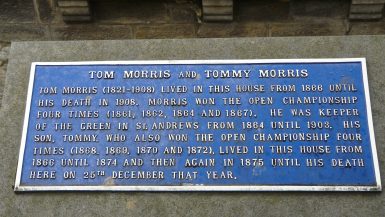 TOM MORRIS AND TOMMY MORRIS
TOM MORRIS (1821-1908) LIVED IN THIS HOUSE FROM 1866 UNTIL
HIS DEATH IN 1908. MORRIS WON THE OPEN CHAMPIONSHIP
FOUR TIMES (1861, 1862, 1864 AND 1867). HE WAS KEEPER
OF THE GREEN IN ST. ANDREWS FROM 1864 UNTIL 1903. HIS
SON, TOMMY, WHO ALSO WON THE OPEN CHAMPIONSHIP FOUR
TIMES (1868, 1869, 1870 AND 1872), LIVED IN THIS HOUSE FROM
1866 UNTIL 1874 AND THEN AGAIN IN 1875 UNTIL HIS DEATH
HERE ON 25TH DECEMBER THAT YEAR.